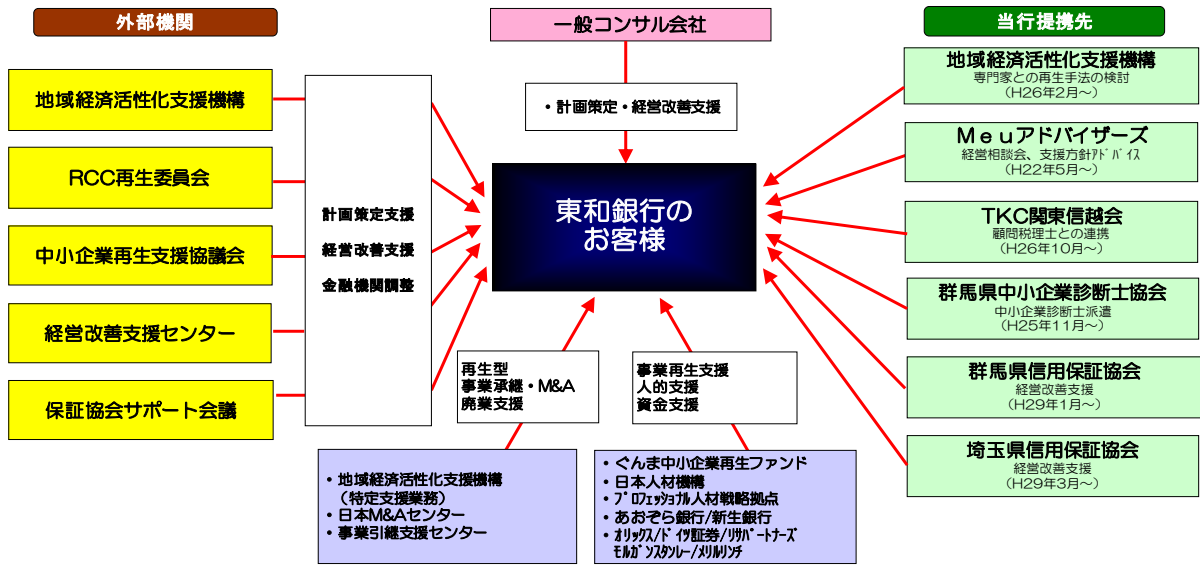 外部機関
一般コンサル会社
当行提携先
地域経済活性化支援機構
RCC再生委員会
中小企業再生支援協議会
経営改善支援センター
保証協会サポート会議
計画策定支援
経営改善支援
金融機関調整
・計画策定・経営改善支援
東和銀行の
お客様
再生型
事業承継・M&A
廃業支援
事業再生支援
人的支援
資金支援
・地域経済活性化支援機構
（特定支援業務）
・日本M&Aセンター
・事業引継支援センター
・ぐんま中小企業再生ファンド
・日本人材機構
・ﾌﾟﾛﾌｪｯｼｮﾅﾙ人材戦略拠点
・あおぞら銀行/新生銀行
・ｵﾘｯｸｽ/ﾄﾞｲﾂ証券/ﾘｻﾊﾟｰﾄﾅｰｽﾞ
ﾓﾙｶﾞﾝｽﾀﾝﾚｰ/ﾒﾘﾙﾘﾝﾁ
地域経済活性化支援機構
専門家との再生手法の検討
（H26年2月～）
Meuアドバイザーズ
経営相談会、支援方針ｱﾄﾞﾊﾞｲｽ
（H22年5月～）
TKC関東信越会
顧問税理士との連携
（H26年10月～）
群馬県中小企業診断士協会
中小企業診断士派遣
（H25年11月～）
群馬県信用保証協会
経営改善支援
（H29年1月～）
埼玉県信用保証協会
経営改善支援
（H29年3月～）